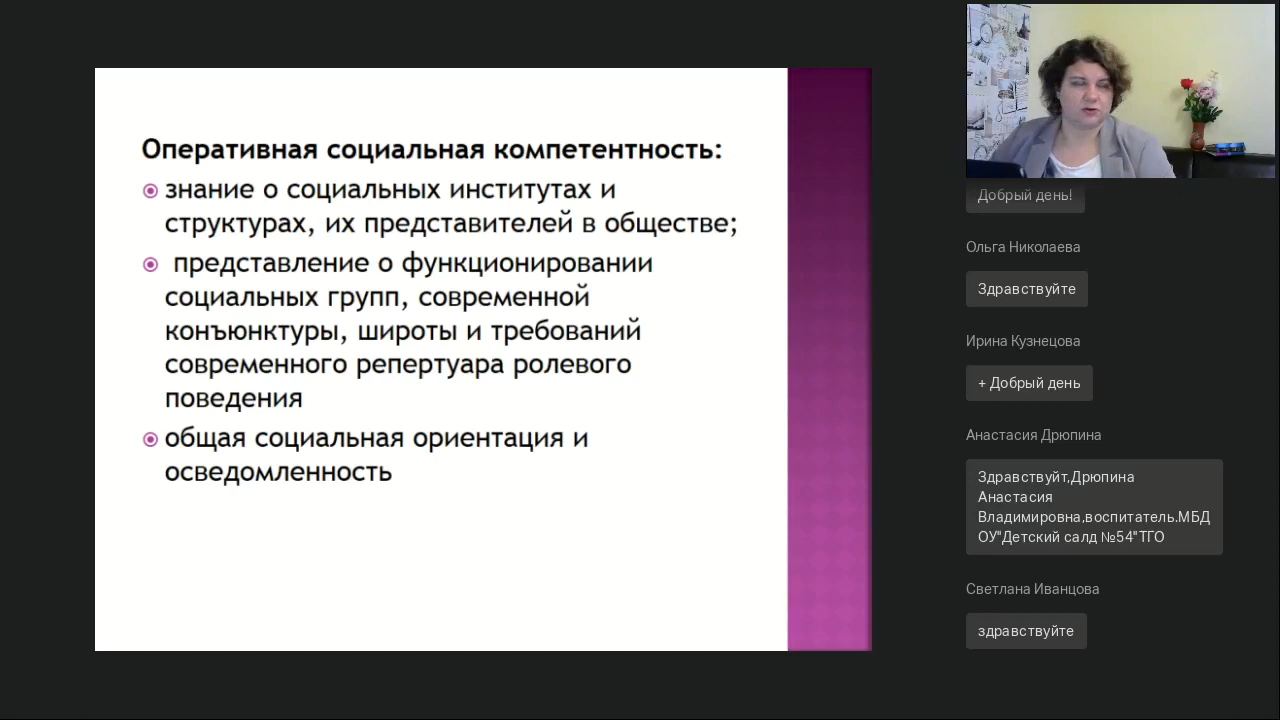 Оперативная социальная компетентность:
знание о социальных институтах и
структурах, их представителей в обществе;
представление о функционировании
социальных групп, современной
конъюнктуры, широты и требований
современного репертуара ролевого
поведения
общая социальная ориентация и
осведомленность
Добрый день!
Ольга Николаева
Здравствуйте
Ирина Кузнецова
+ Добрый день
Анастасия Дрюпина
Здравствуйт,Дрюпина
Анастасия
Владимировна,воспитатель.МБД
ОУ"Детский салд №54"ТГО
Светлана Иванцова
здравствуйте